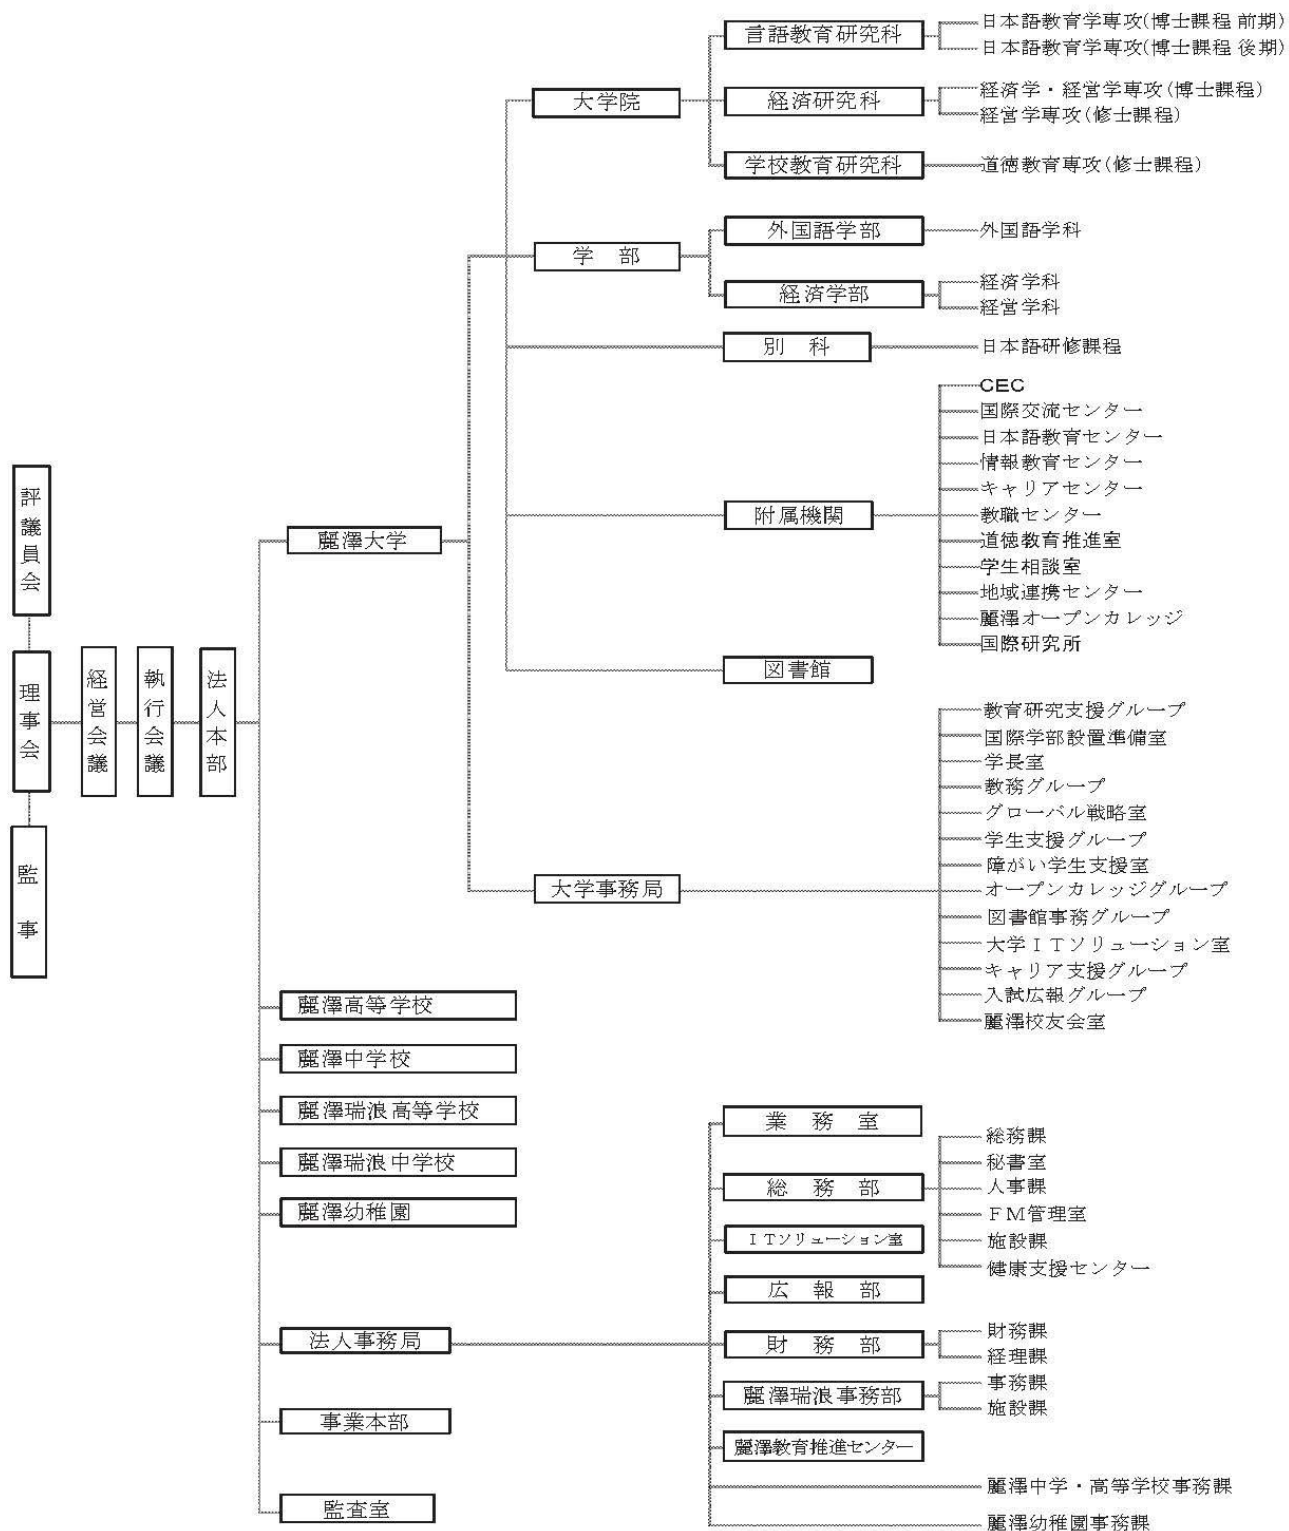 評議員会
理事会
監　事
経営会議
執行会議
法人本部
麗澤大学
大学院
言語教育研究科
日本語教育学専攻(博士課程 前期)
日本語教育学専攻(博士課程 後期)
経済研究科
経済学・経営学専攻(博士課程)
経営学専攻(修士課程)
学校教育研究科
道徳教育専攻(修士課程)
学　部
外国語学部
外国語学科
経済学部
経済学科
経営学科
別　科
日本語研修課程
附属機関
CEC
国際交流センター
日本語教育センター
情報教育センター
キャリアセンター
教職センター
道徳教育推進室
学生相談室
地域連携センター
麗澤オープンカレッジ
国際研究所
図書館
大学事務局
教育研究支援グループ
国際学部設置準備室
学長室
教務グループ
グローバル戦略室
学生支援グループ
障がい学生支援室
オープンカレッジグループ
図書館事務グループ
大学ＩＴソリューション室
キャリア支援グループ
入試広報グループ
麗澤校友会室
麗澤高等学校
麗澤中学校
麗澤瑞浪高等学校
麗澤瑞浪中学校
麗澤幼稚園
法人事務局
業　務　室
総　務　部
総務課
秘書室
人事課
ＦＭ管理室
施設課
健康支援センター
ＩＴソリューション室
広　報　部
財　務　部
財務課
経理課
麗澤瑞浪事務部
事務課
施設課
麗澤教育推進センター
麗澤中学・高等学校事務課
麗澤幼稚園事務課
事業本部
監査室